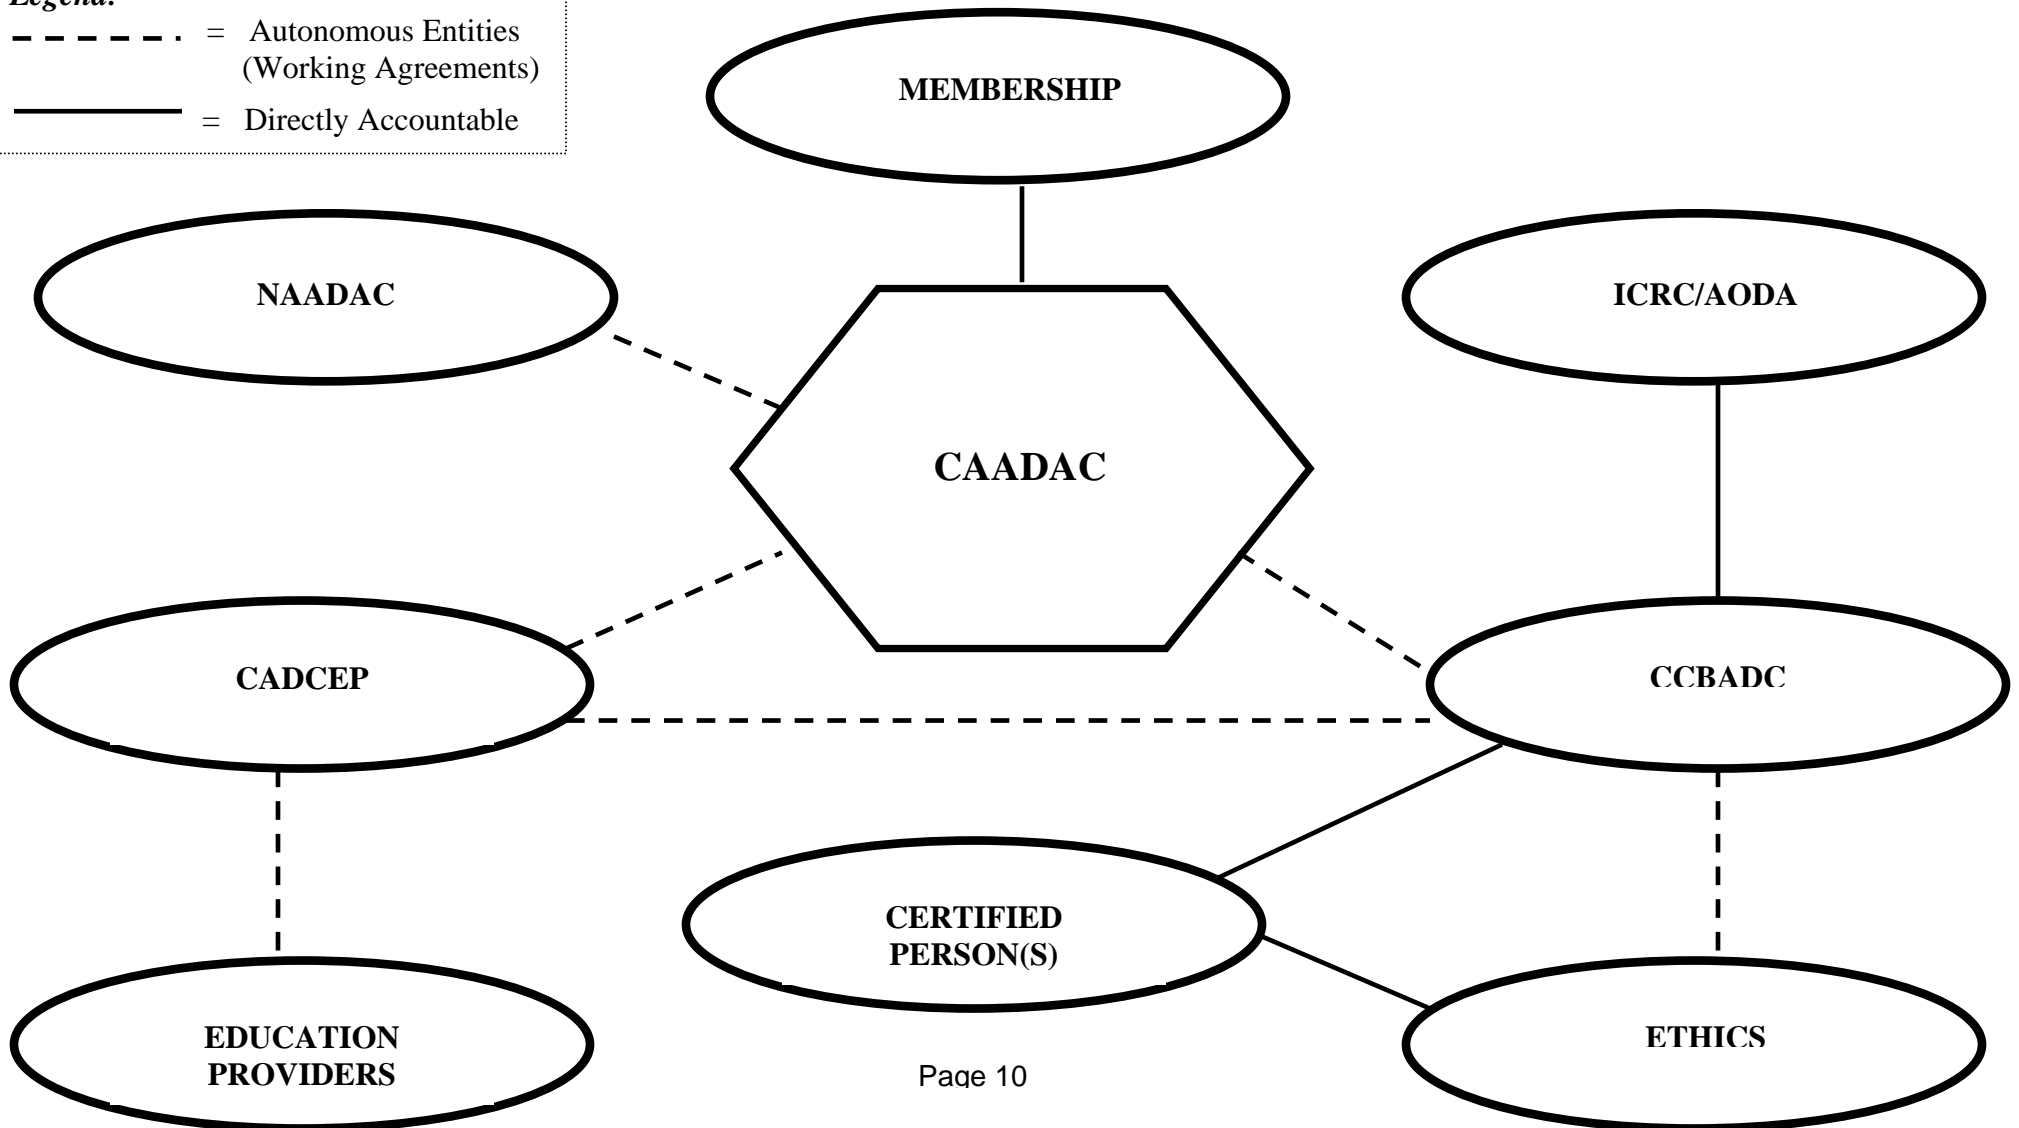 Legend:
= Autonomous Entities
(Working Agreements)
= Directly Accountable
MEMBERSHIP
NAADAC
ICRC/AODA
CAADAC
CADCEP
CCBADC
CERTIFIED
PERSON(S)
EDUCATION
PROVIDERS
ETHICS
Page 10